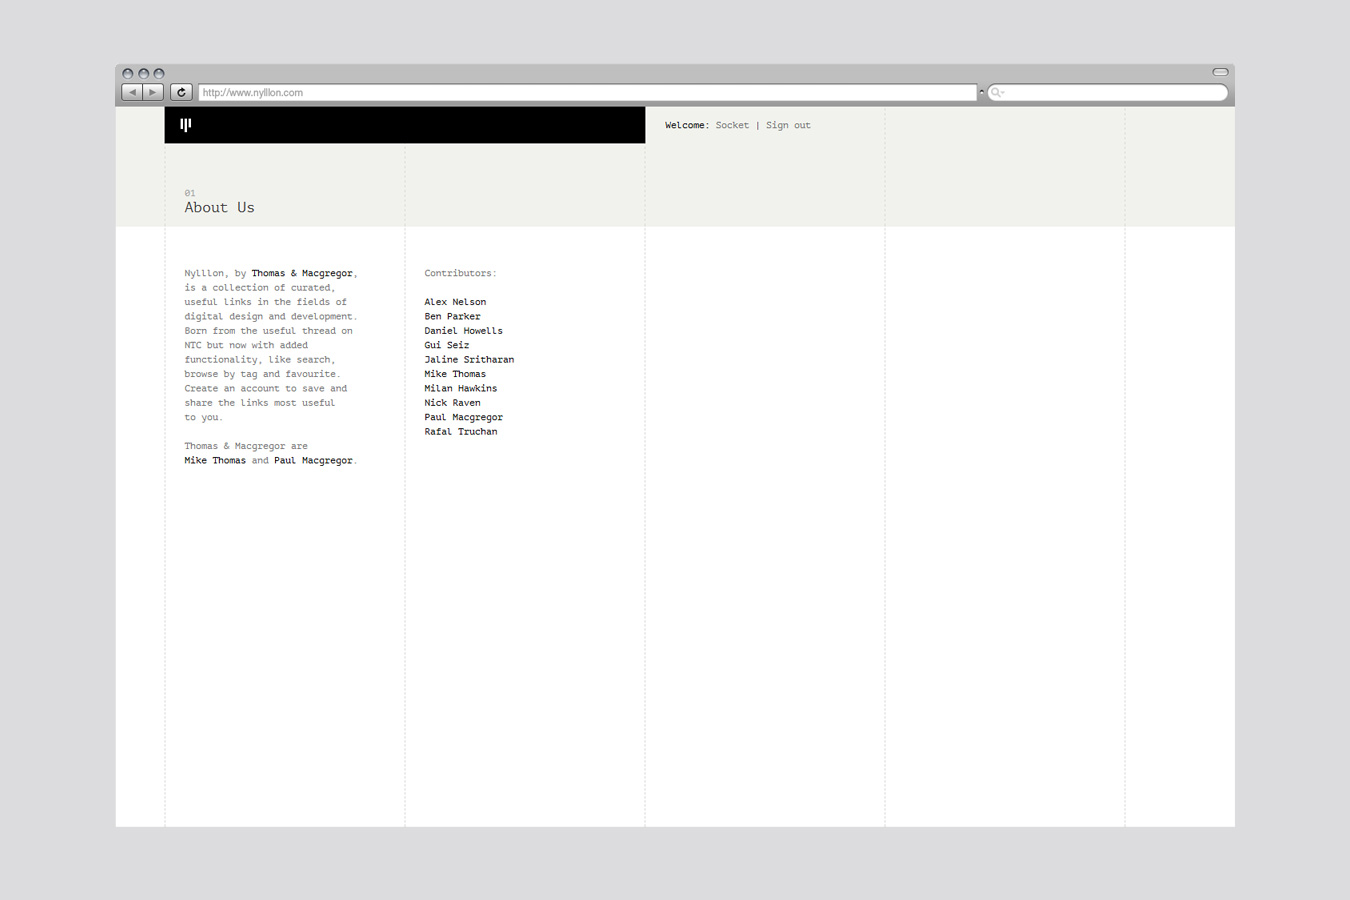 http://www.nylllon.com
Welcome: Socket | Sign out
01
About Us
Nylllon, by Thomas & Macgregor,
is a collection of curated,
useful links in the fields of
digital design and development.
Born from the useful thread on
NTC but now with added
functionality, like search,
browse by tag and favourite.
Create an account to save and
share the links most useful
to you.
Thomas & Macgregor are
Mike Thomas and Paul Macgregor.
Contributors:
Alex Nelson
Ben Parker
Daniel Howells
Gui Seiz
Jaline Sritharan
Mike Thomas
Milan Hawkins
Nick Raven
Paul Macgregor
Rafal Truchan